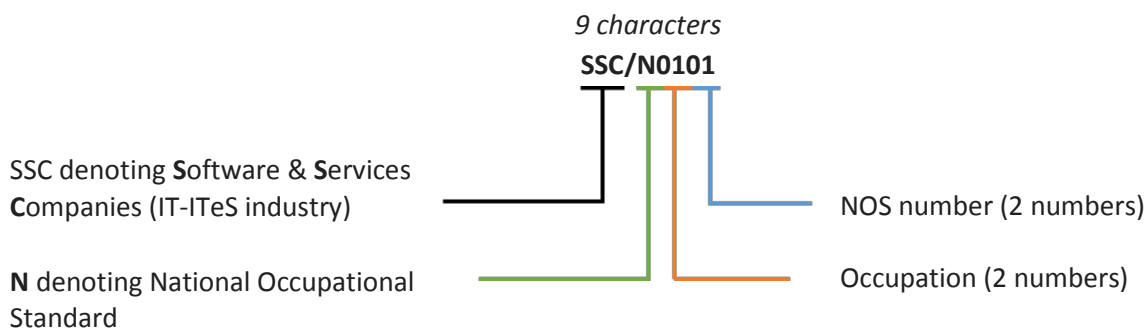 9 characters
SSC/N0101
SSC denoting Software & Services
Companies (IT-ITeS industry)
NOS number (2 numbers)
N denoting National Occupational
Standard
Occupation (2 numbers)